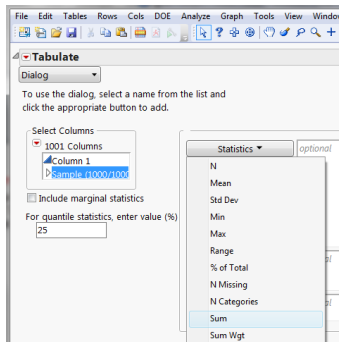 File Edit Tables Rows Cols DOE Analyze Graph Tools View Window
Tabulate
Dialog
To use the dialog, select a name from the list and
click the appropriate button to add.
Select Columns
1001 Columns
Column 1
Sample (1000/1000
Include marginal statistics
For quantile statistics, enter value (%)
25
Statistics
optional
N
Mean
Std Dev
Min
Max
Range
% of Total
N Missing
N Categories
Sum
Sum Wgt